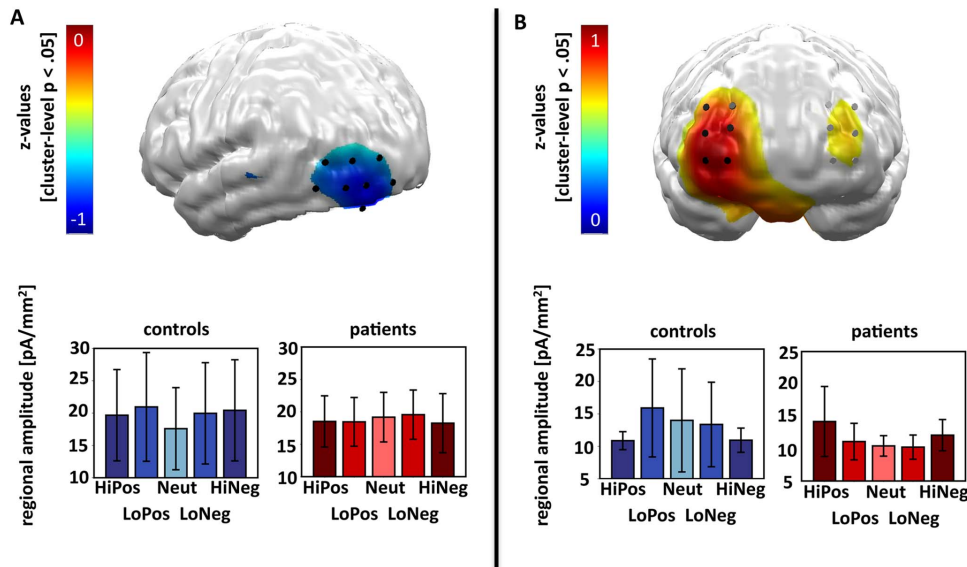 A
z-values
[cluster-level p < .05]
0
-1
regional amplitude [pA/mm²]
controls
30
25
20
15
10
HiPos Neut HiNeg
LoPos LoNeg
patients
30
25
20
15
10
HiPos Neut HiNeg
LoPos LoNeg
B
z-values
[cluster-level p < .05]
1
0
regional amplitude [pA/mm²]
controls
25
20
15
10
5
HiPos Neut HiNeg
LoPos LoNeg
patients
25
20
15
10
5
HiPos Neut HiNeg
LoPos LoNeg